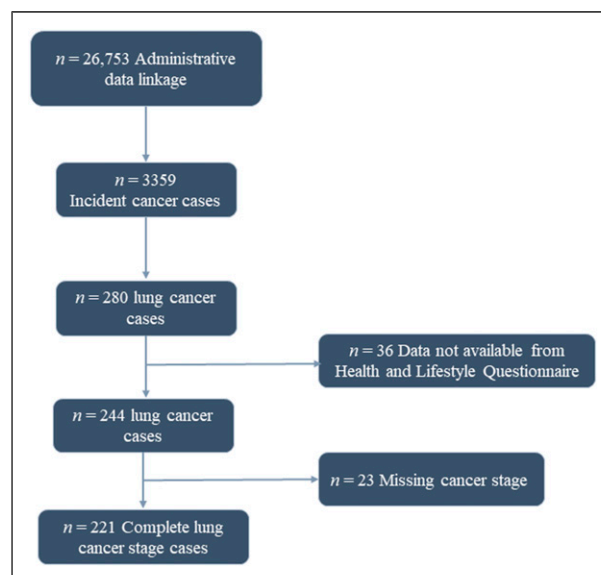 n = 26,753 Administrative
data linkage
n = 3359
Incident cancer cases
n = 280 lung cancer
cases
n = 36 Data not available from
Health and Lifestyle Questionnaire
n = 244 lung cancer
cases
n = 23 Missing cancer stage
n = 221 Complete lung
cancer stage cases